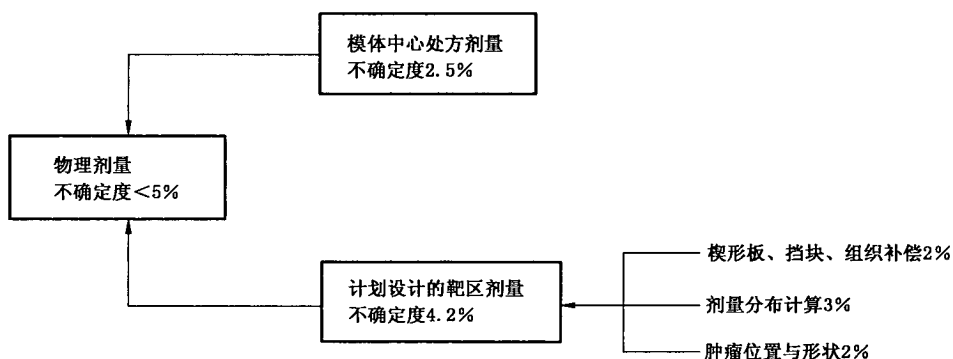 模体中心处方剂量
不确定度2.5%
物理剂量
不确定度<5%
计划设计的靶区剂量
不确定度4.2%
楔形板、挡块、组织补偿2%
剂量分布计算3%
肿瘤位置与形状2%